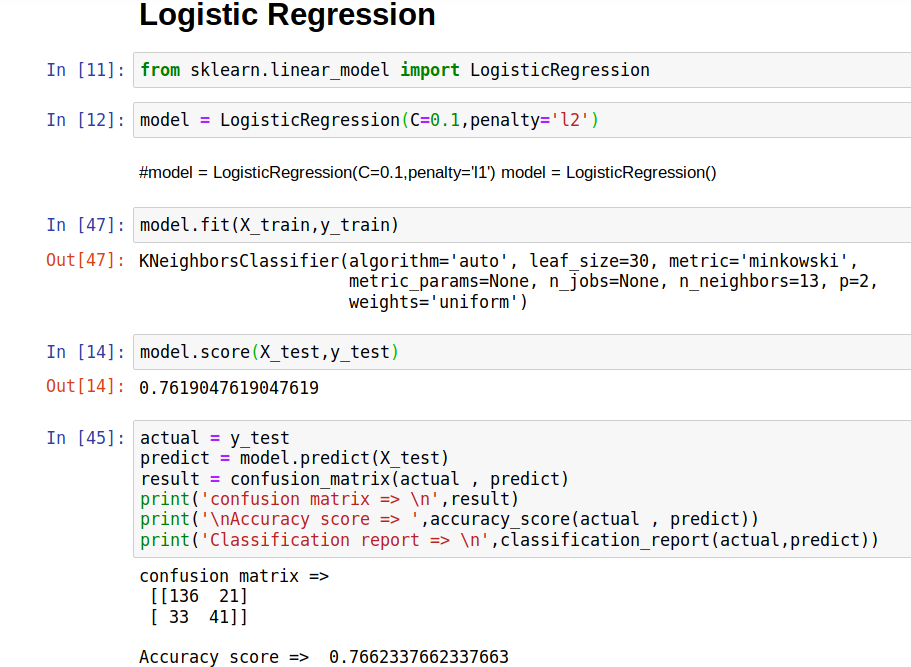 Logistic Regression
In [11]: from sklearn.linear_model import LogisticRegression
In [12]: model = LogisticRegression(C=0.1,penalty='l2')
#model = LogisticRegression(C=0.1,penalty='l1') model = LogisticRegression()
In [47]: model.fit(X_train,y_train)
Out[47]: KNeighborsClassifier(algorithm='auto', leaf_size=30, metric='minkowski',
metric_params=None, n_jobs=None, n_neighbors=13, p=2,
weights='uniform')
In [14]: model.score(X_test,y_test)
Out[14]: 0.7619047619047619
In [45]: actual = y_test
predict = model.predict(X_test)
result = confusion_matrix(actual , predict)
print('confusion matrix => \n',result)
print('\nAccuracy score => ',accuracy_score(actual , predict))
print('Classification report => \n',classification_report(actual,predict))
confusion matrix =>
[[136  21]
[ 33  41]]
Accuracy score =>  0.7662337662337663